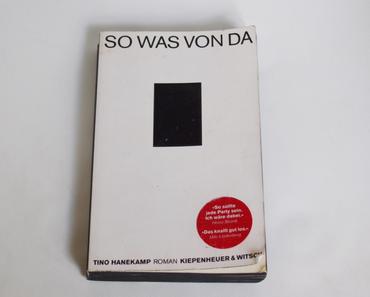 SO WAS VON DA
«So sollte
jede Party sein.
Ich wäre dabei.»
«Das knallt gut los.»
TINO HANEKAMP ROMAN KIEPENHEUER & WITSCH